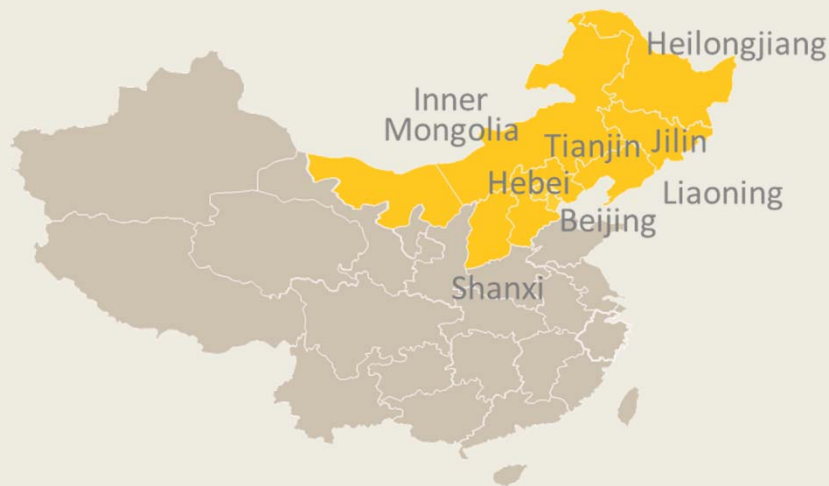 Heilongjiang
Inner
Mongolia
Tianjin
Jilin
Hebei
Liaoning
Beijing
Shanxi